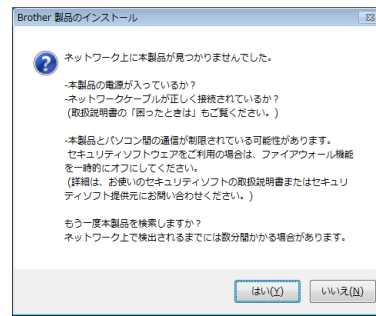 Brother 製品のインストール
ネットワーク上に本製品が見つかりませんでした。
-本製品の電源が入っているか？
-ネットワークケーブルが正しく接続されているか？
(取扱説明書の「困ったときは」もご覧ください。)
-本製品とパソコン間の通信が制限されている可能性があります。
セキュリティソフトウェアをご利用の場合は、ファイアウォール機能
を一時的にオフにしてください。
(詳細は、お使いのセキュリティソフトの取扱説明書またはセキュリ
ティソフト提供元にお問い合わせください。)
もう一度本製品を検索しますか？
ネットワーク上で検出されるまでには数分間かかる場合があります。
はい(Y) いいえ(N)